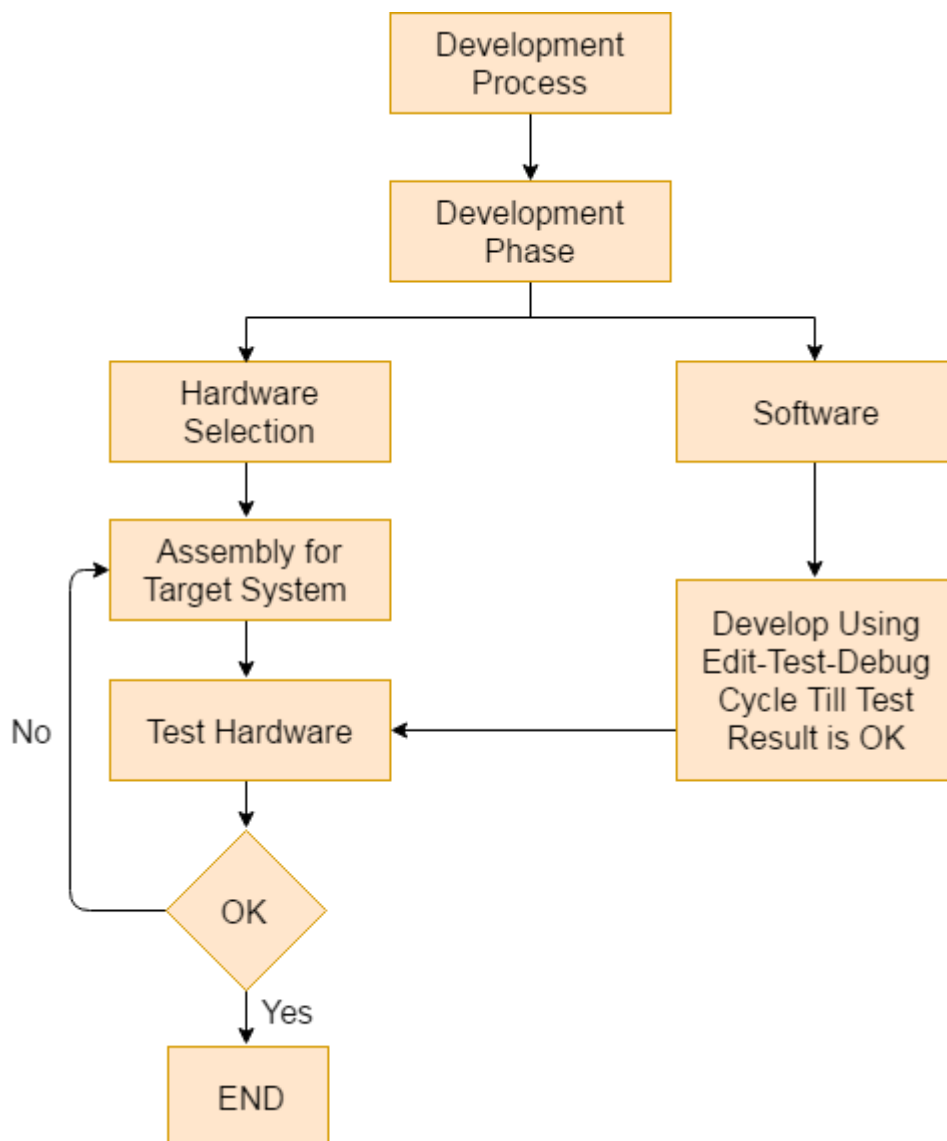 Development
Process
Development
Phase
Hardware
Selection
Software
Assembly for
Target System
Develop Using
Edit-Test-Debug
Cycle Till Test
Result is OK
No
Test Hardware
OK
Yes
END